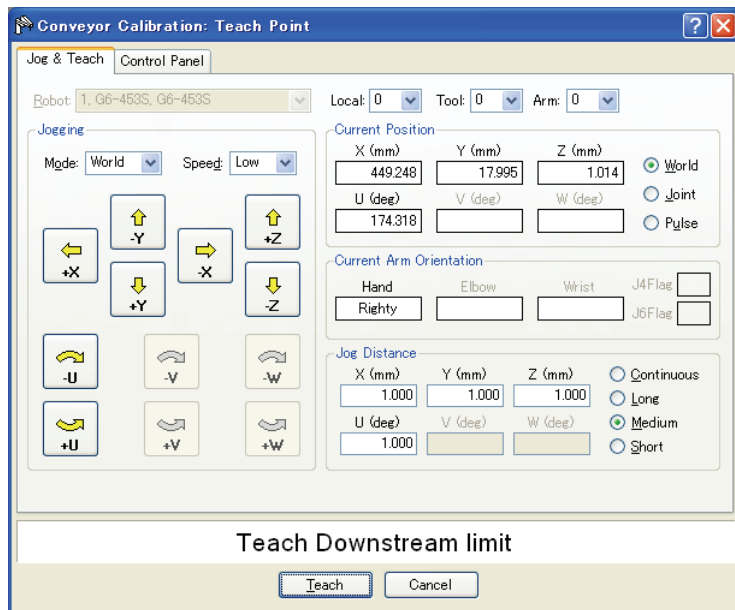 Conveyor Calibration: Teach Point
Jog & Teach Control Panel
Robot: 1, G6-453S, G6-453S Local: 0 Tool: 0 Arm: 0
Jogging
Mode: World Speed: Low
-Y +Z
+X -X
+Y -Z
-U -V -W
+U +V +W
Current Position
X (mm) Y (mm) Z (mm)
449.248 17.995 1.014
U (deg) V (deg) W (deg)
174.318
World
Joint
Pulse
Current Arm Orientation
Hand Elbow Wrist J4Flag
Righty J6Flag
Jog Distance
X (mm) Y (mm) Z (mm)
1.000 1.000 1.000
U (deg) V (deg) W (deg)
1.000
Continuous
Long
Medium
Short
Teach Downstream limit
Teach Cancel